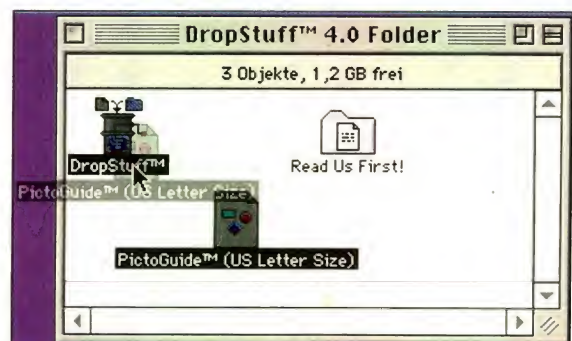 DropStuff™ 4.0 Folder
3 Objekte, 1,2 GB frei
DropStuff™
Read Us First!
PictoGuide™ (US Letter Size)
PictoGuide™ (US Letter Size)